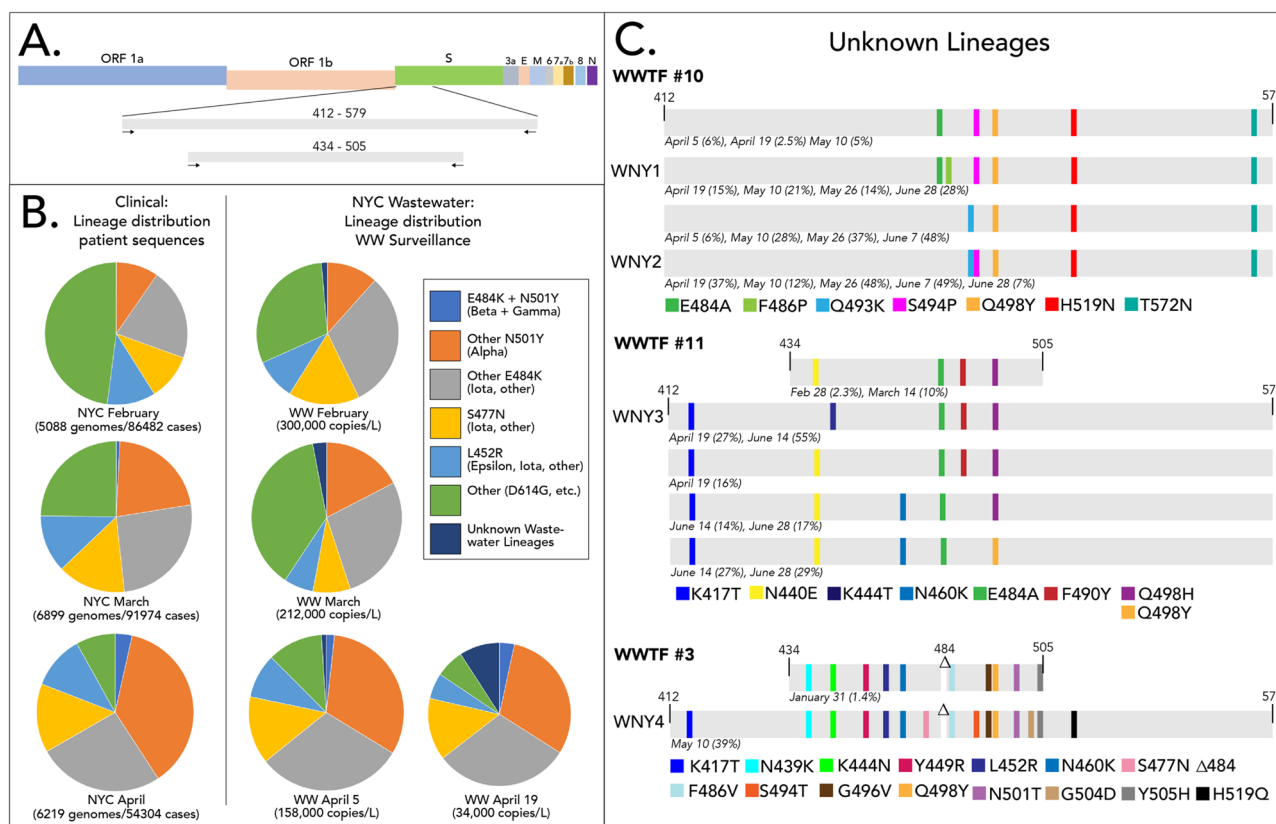 A.
ORF 1a
ORF 1b
S
3a E M 6 7a 7b 8 N
412 - 579
434 - 505
B.
Clinical:
Lineage distribution
patient sequences
NYC Wastewater:
Lineage distribution
WW Surveillance
NYC February
(5088 genomes/86482 cases)
WW February
(300,000 copies/L)
NYC March
(6899 genomes/91974 cases)
WW March
(212,000 copies/L)
NYC April
(6219 genomes/54304 cases)
WW April 5
(158,000 copies/L)
WW April 19
(34,000 copies/L)
E484K + N501Y
(Beta + Gamma)
Other N501Y
(Alpha)
Other E484K
(Iota, other)
S477N
(Iota, other)
L452R
(Epsilon, Iota, other)
Other (D614G, etc.)
Unknown Waste-
water Lineages
C.
Unknown Lineages
WWTF #10
412 57
April 5 (6%), April 19 (2.5%) May 10 (5%)
WNY1
April 19 (15%), May 10 (21%), May 26 (14%), June 28 (28%)
April 5 (6%), May 10 (28%), May 26 (37%), June 7 (48%)
WNY2
April 19 (37%), May 10 (12%), May 26 (48%), June 7 (49%), June 28 (7%)
E484A F486P Q493K S494P Q498Y H519N T572N
WWTF #11
434 505
Feb 28 (2.3%), March 14 (10%)
412 57
WNY3
April 19 (27%), June 14 (55%)
April 19 (16%)
June 14 (14%), June 28 (17%)
June 14 (27%), June 28 (29%)
K417T N440E K444T N460K E484A F490Y Q498H
Q498Y
WWTF #3
434 484 505
Δ
January 31 (1.4%)
412 57
Δ
WNY4
May 10 (39%)
K417T N439K K444N Y449R L452R N460K S477N Δ484
F486V S494T G496V Q498Y N501T G504D Y505H H519Q